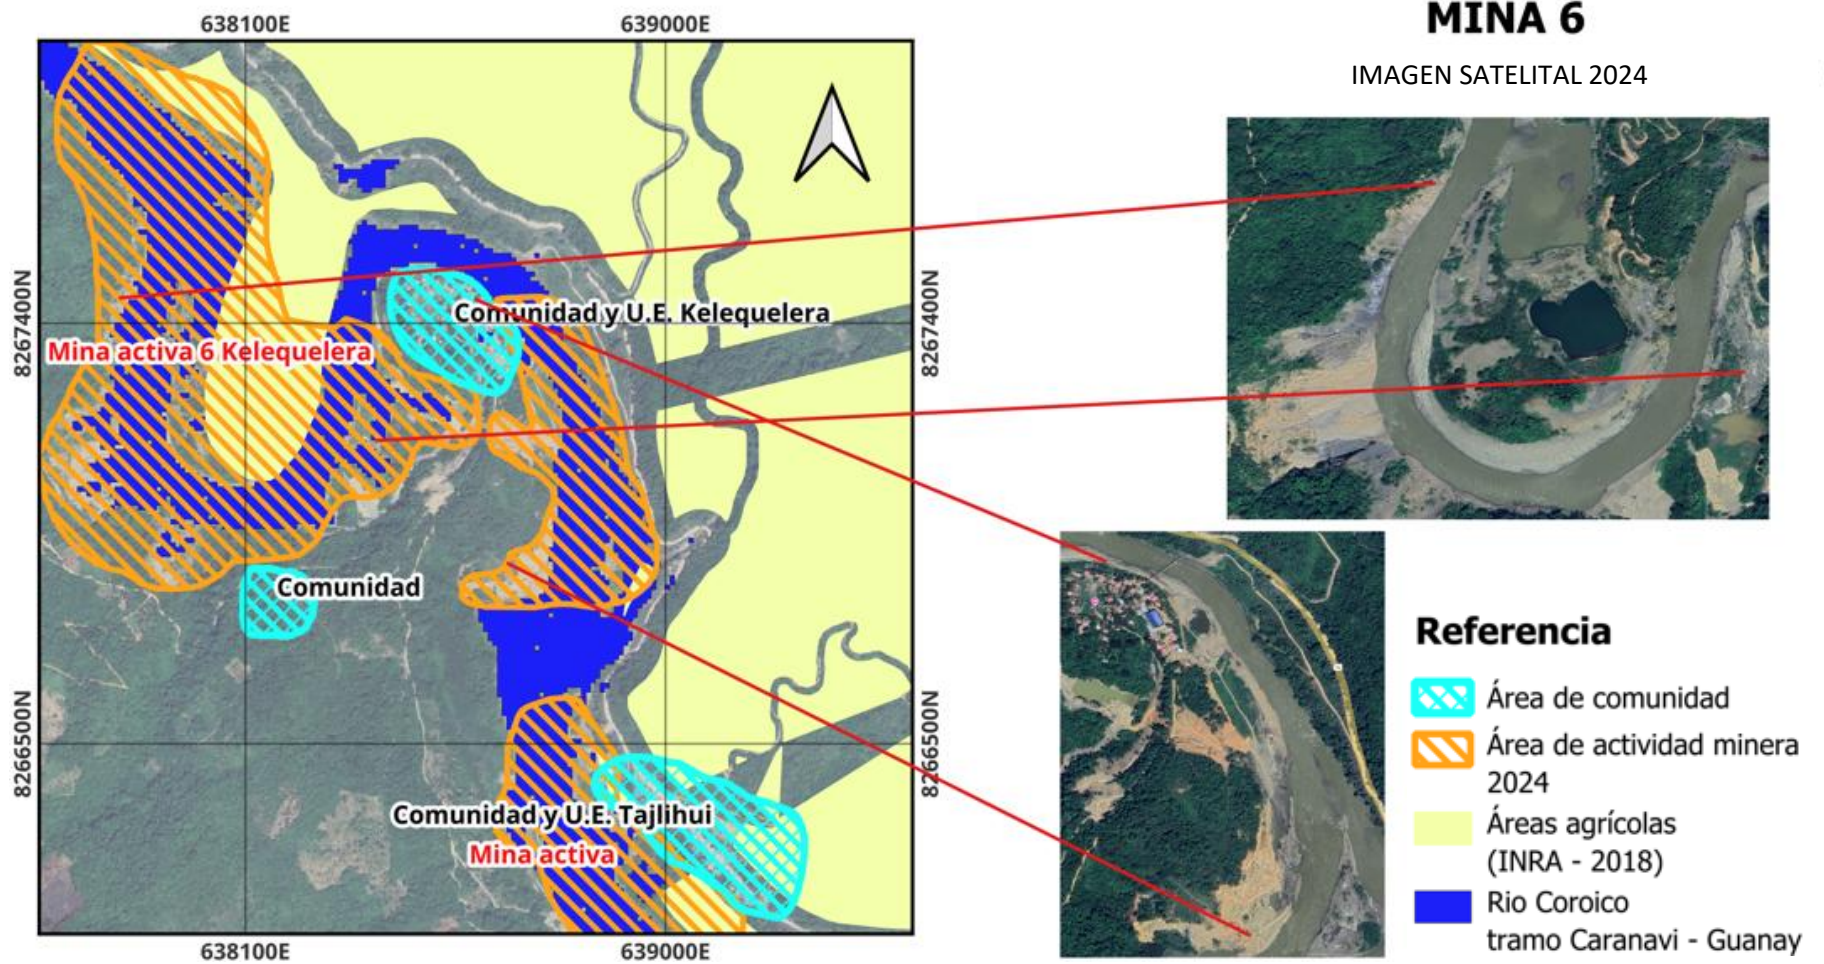 638100E
639000E
MINA 6
IMAGEN SATELITAL 2024
8267400N
8267400N
Comunidad y U.E. Kelequelera
Mina activa 6 Kelequelera
Comunidad
Referencia
Área de comunidad
Área de actividad minera
2024
Áreas agrícolas
(INRA - 2018)
Rio Coroico
tramo Caranavi - Guanay
8266500N
8266500N
Comunidad y U.E. Tajlihui
Mina activa
638100E
639000E